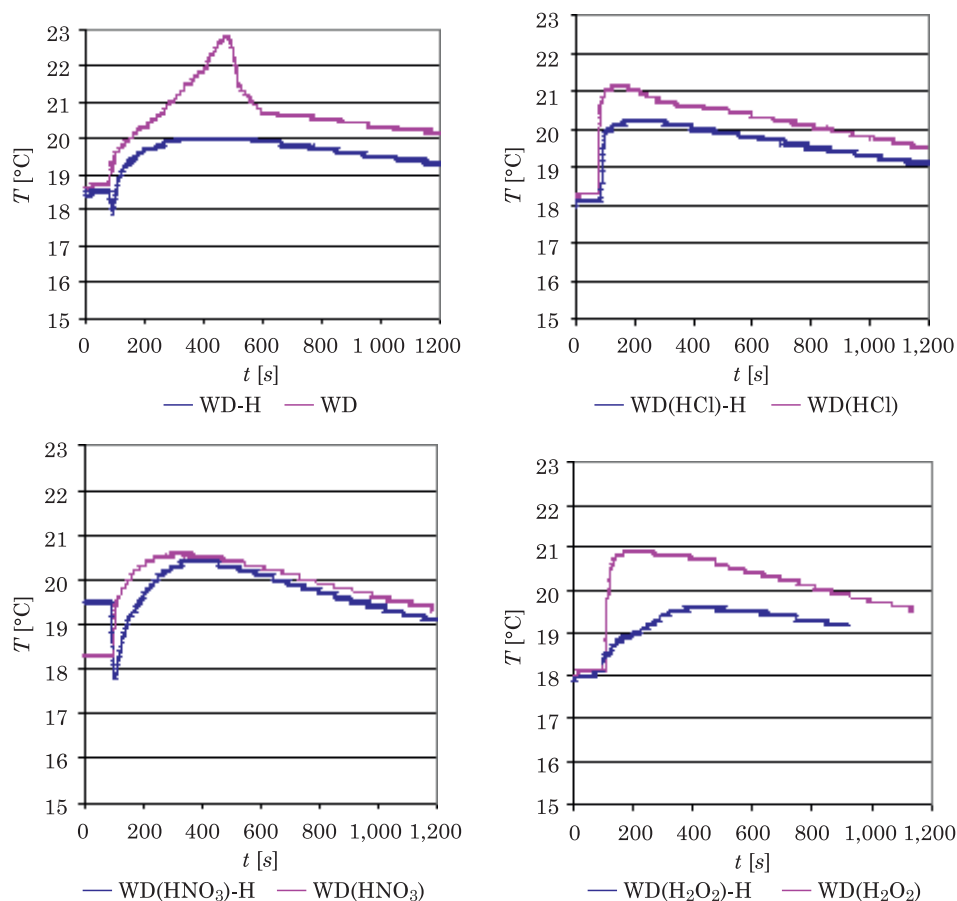 23
22
21
20
19
18
17
16
15
T [°C]
0 200 400 600 800 1 000 1200
t [s]
WD-H WD
23
22
21
20
19
18
17
16
15
T [°C]
0 200 400 600 800 1,000 1,200
t [s]
WD(HCl)-H WD(HCl)
23
22
21
20
19
18
17
16
15
T [°C]
0 200 400 600 800 1,000 1,200
t [s]
WD(HNO₃)-H WD(HNO₃)
23
22
21
20
19
18
17
16
15
T [°C]
0 200 400 600 800 1,000 1,200
t [s]
WD(H₂O₂)-H WD(H₂O₂)